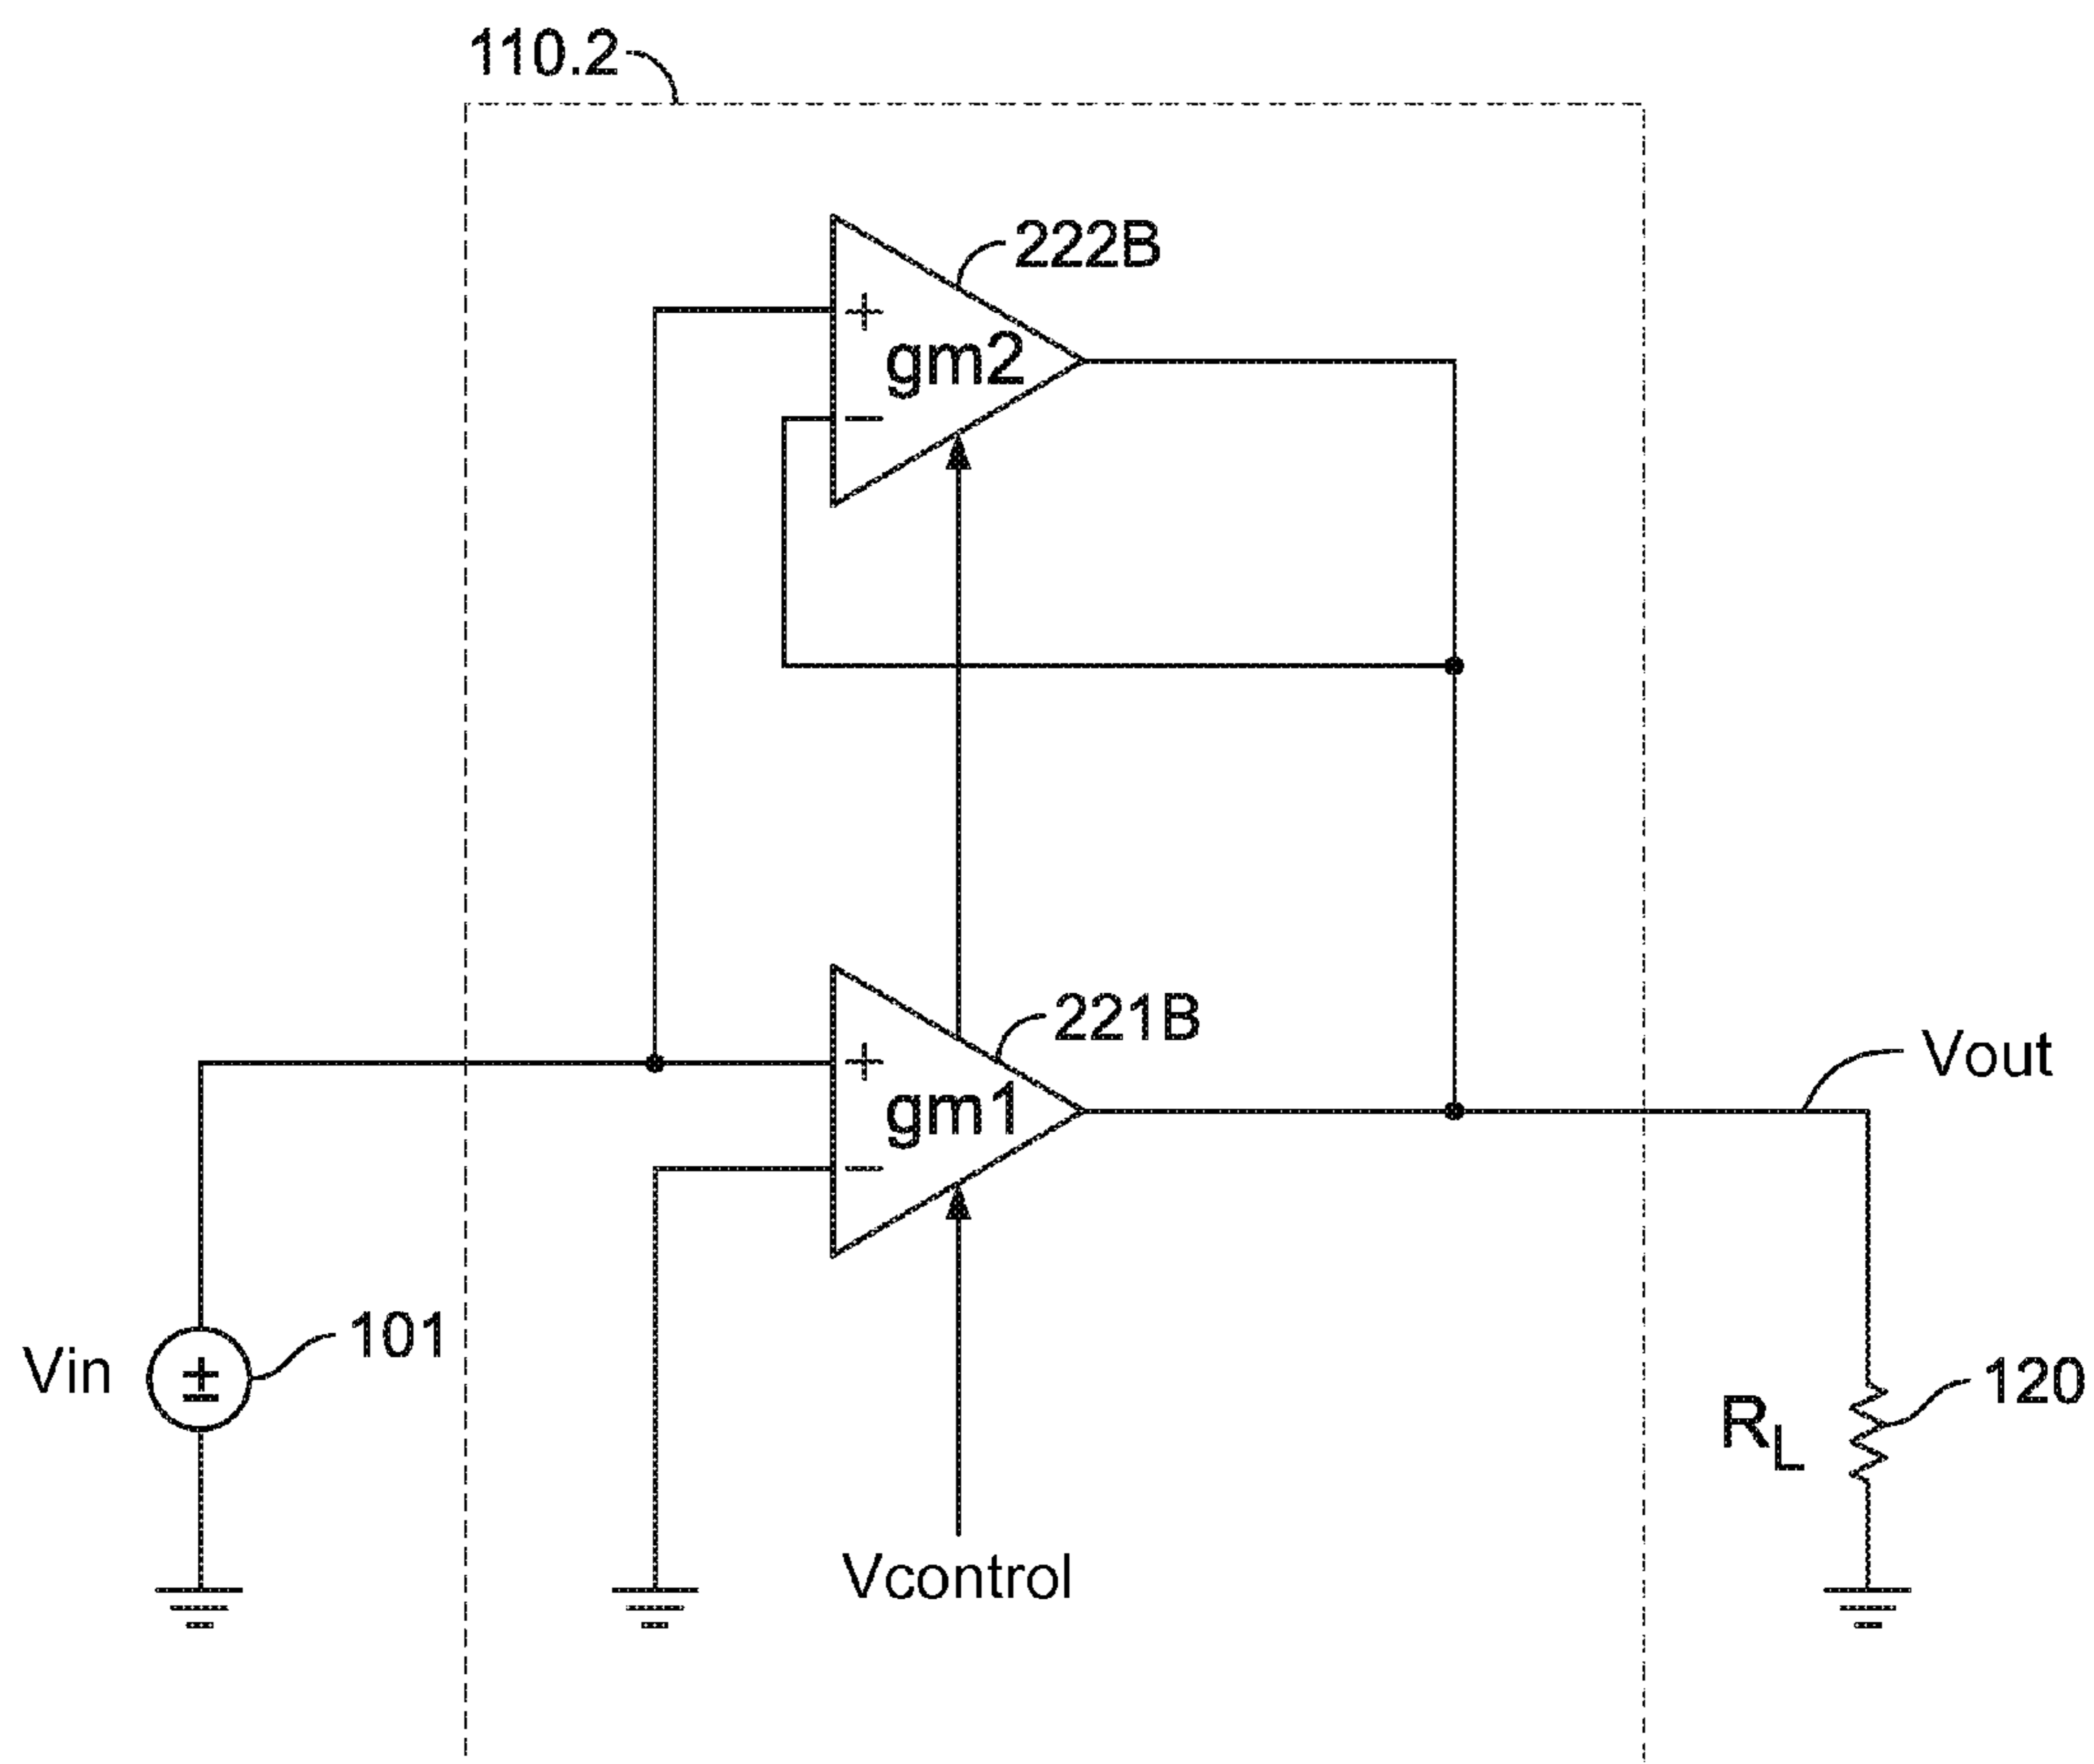 110.2
222B
+
gm2
−
221B
+
gm1
−
Vout
Vin
±
101
120
RL
Vcontrol